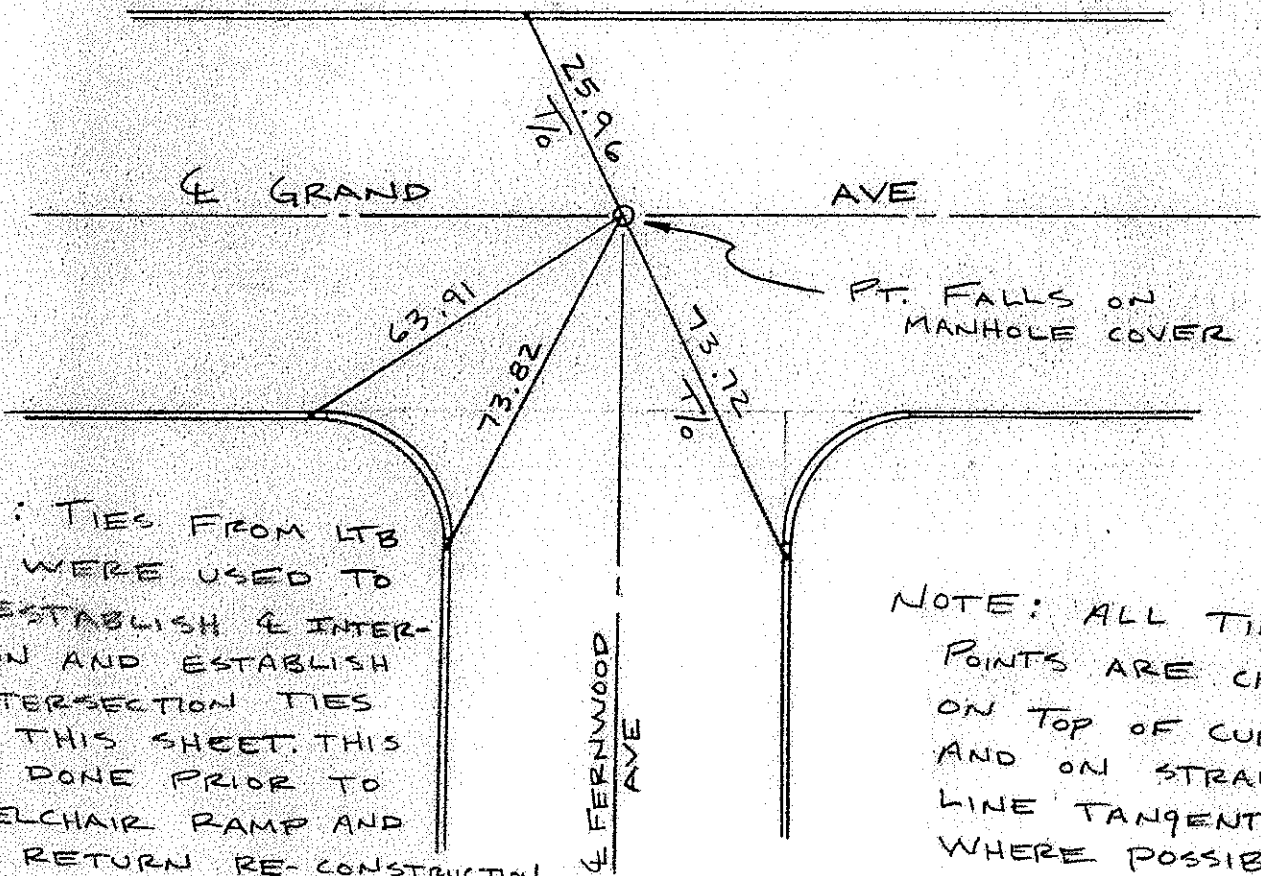 25.96
T/O
℄ GRAND AVE
PT. FALLS ON
MANHOLE COVER
63.91
73.82
73.72
T/O
: TIES FROM LTB
WERE USED TO
ESTABLISH ℄ INTER-
ON AND ESTABLISH
TERSECTION TIES
THIS SHEET. THIS
DONE PRIOR TO
ELCHAIR RAMP AND
RETURN RE-CONSTRUCTION
℄ FERNWOOD
AVE
NOTE: ALL TI
POINTS ARE CH
ON TOP OF CU
AND ON STRAI
LINE TANGENT
WHERE POSSIB